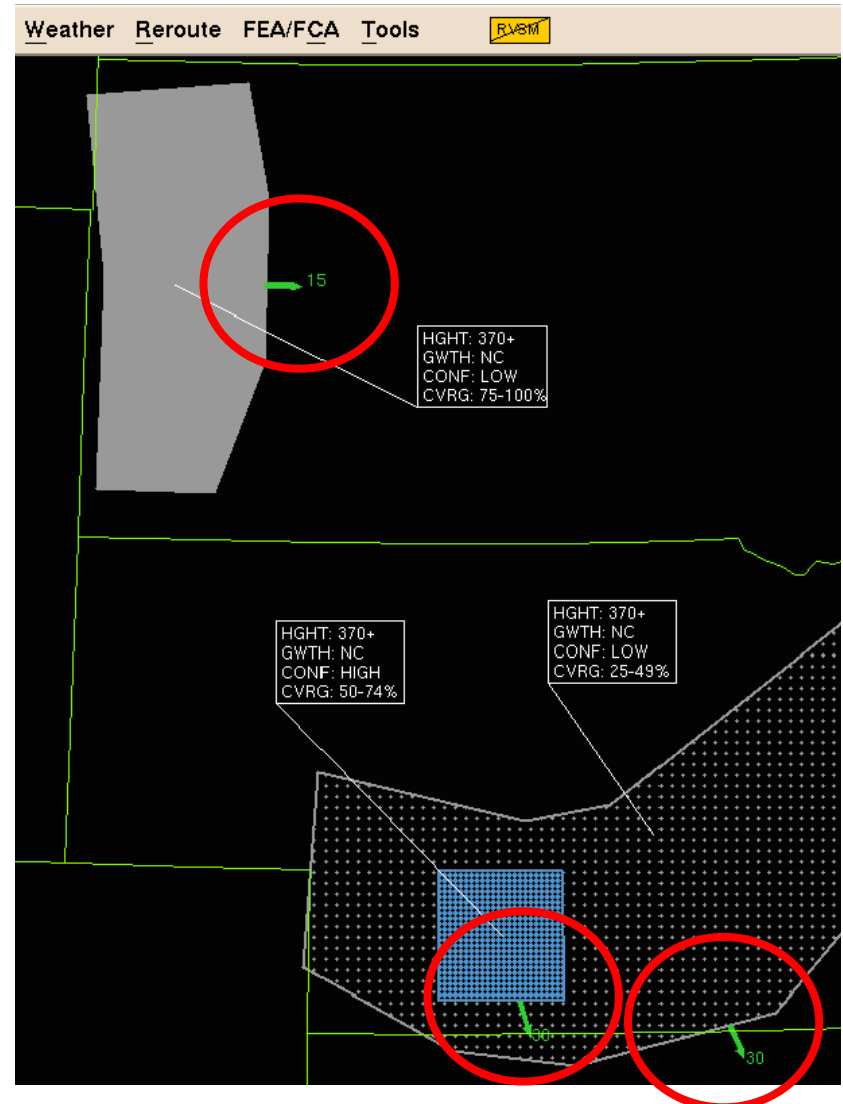 Weather Reroute FEA/FCA Tools RVSM
15
HGHT: 370+
GWTH: NC
CONF: LOW
CVRG: 75-100%
HGHT: 370+
GWTH: NC
CONF: HIGH
CVRG: 50-74%
HGHT: 370+
GWTH: NC
CONF: LOW
CVRG: 25-49%
30
30